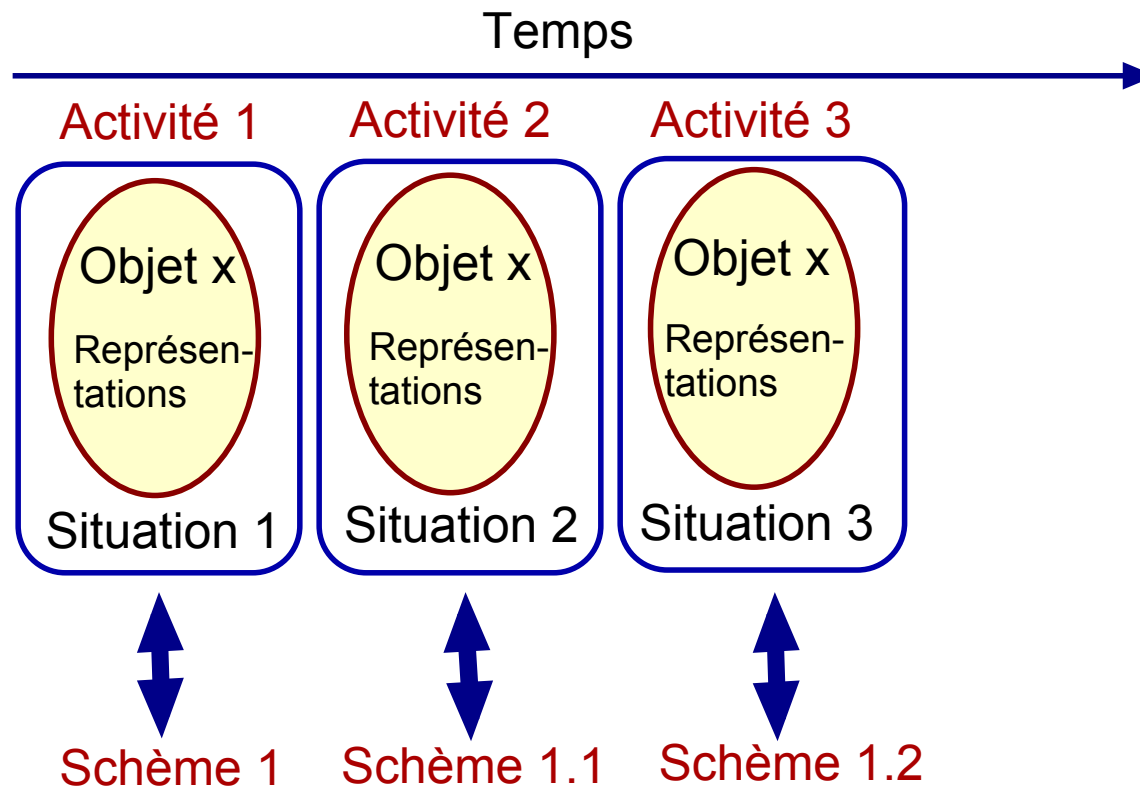 Temps
Activité 1
Activité 2
Activité 3
Objet x
Représen-
tations
Situation 1
Objet x
Représen-
tations
Situation 2
Objet x
Représen-
tations
Situation 3
Schème 1
Schème 1.1
Schème 1.2